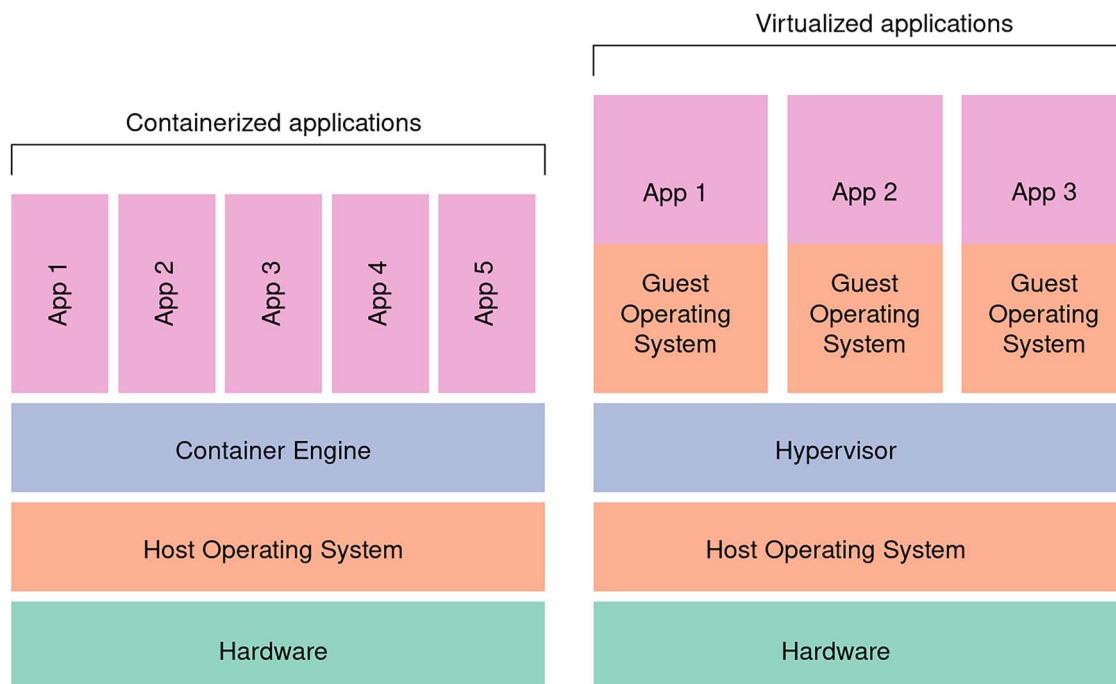 Containerized applications
App 1
App 2
App 3
App 4
App 5
Container Engine
Host Operating System
Hardware
Virtualized applications
App 1
Guest
Operating
System
App 2
Guest
Operating
System
App 3
Guest
Operating
System
Hypervisor
Host Operating System
Hardware